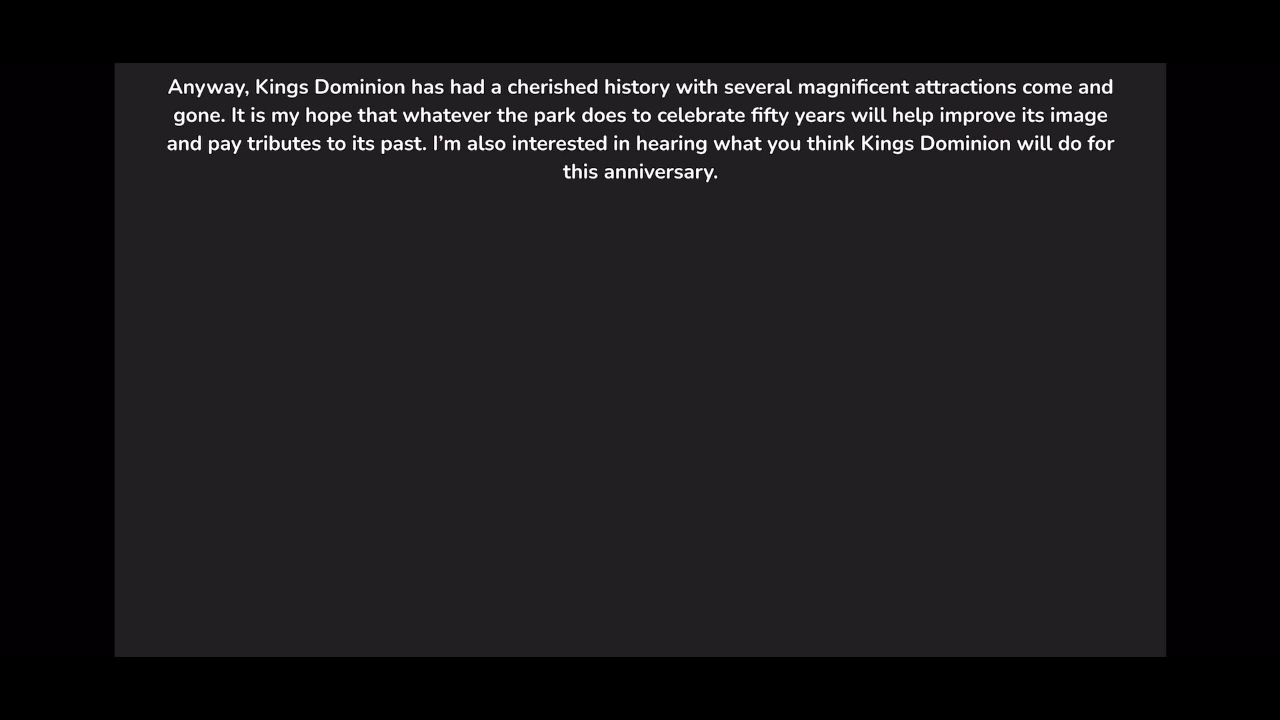 Anyway, Kings Dominion has had a cherished history with several magnificent attractions come and
gone. It is my hope that whatever the park does to celebrate fifty years will help improve its image
and pay tributes to its past. I’m also interested in hearing what you think Kings Dominion will do for
this anniversary.